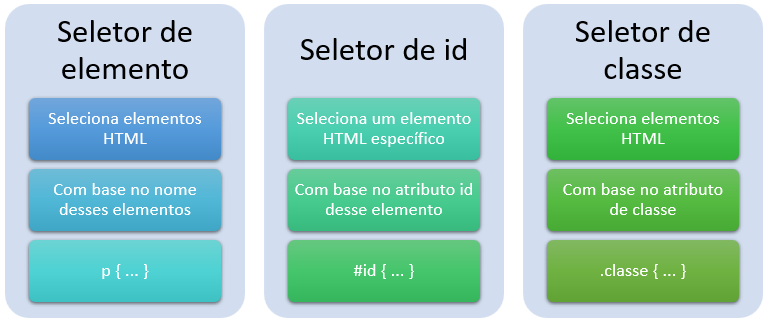 Seletor de
elemento
Seleciona elementos
HTML
Com base no nome
desses elementos
p { ... }
Seletor de id
Seleciona um elemento
HTML específico
Com base no atributo id
desse elemento
#id { ... }
Seletor de
classe
Seleciona elementos
HTML
Com base no atributo
de classe
.classe { ... }